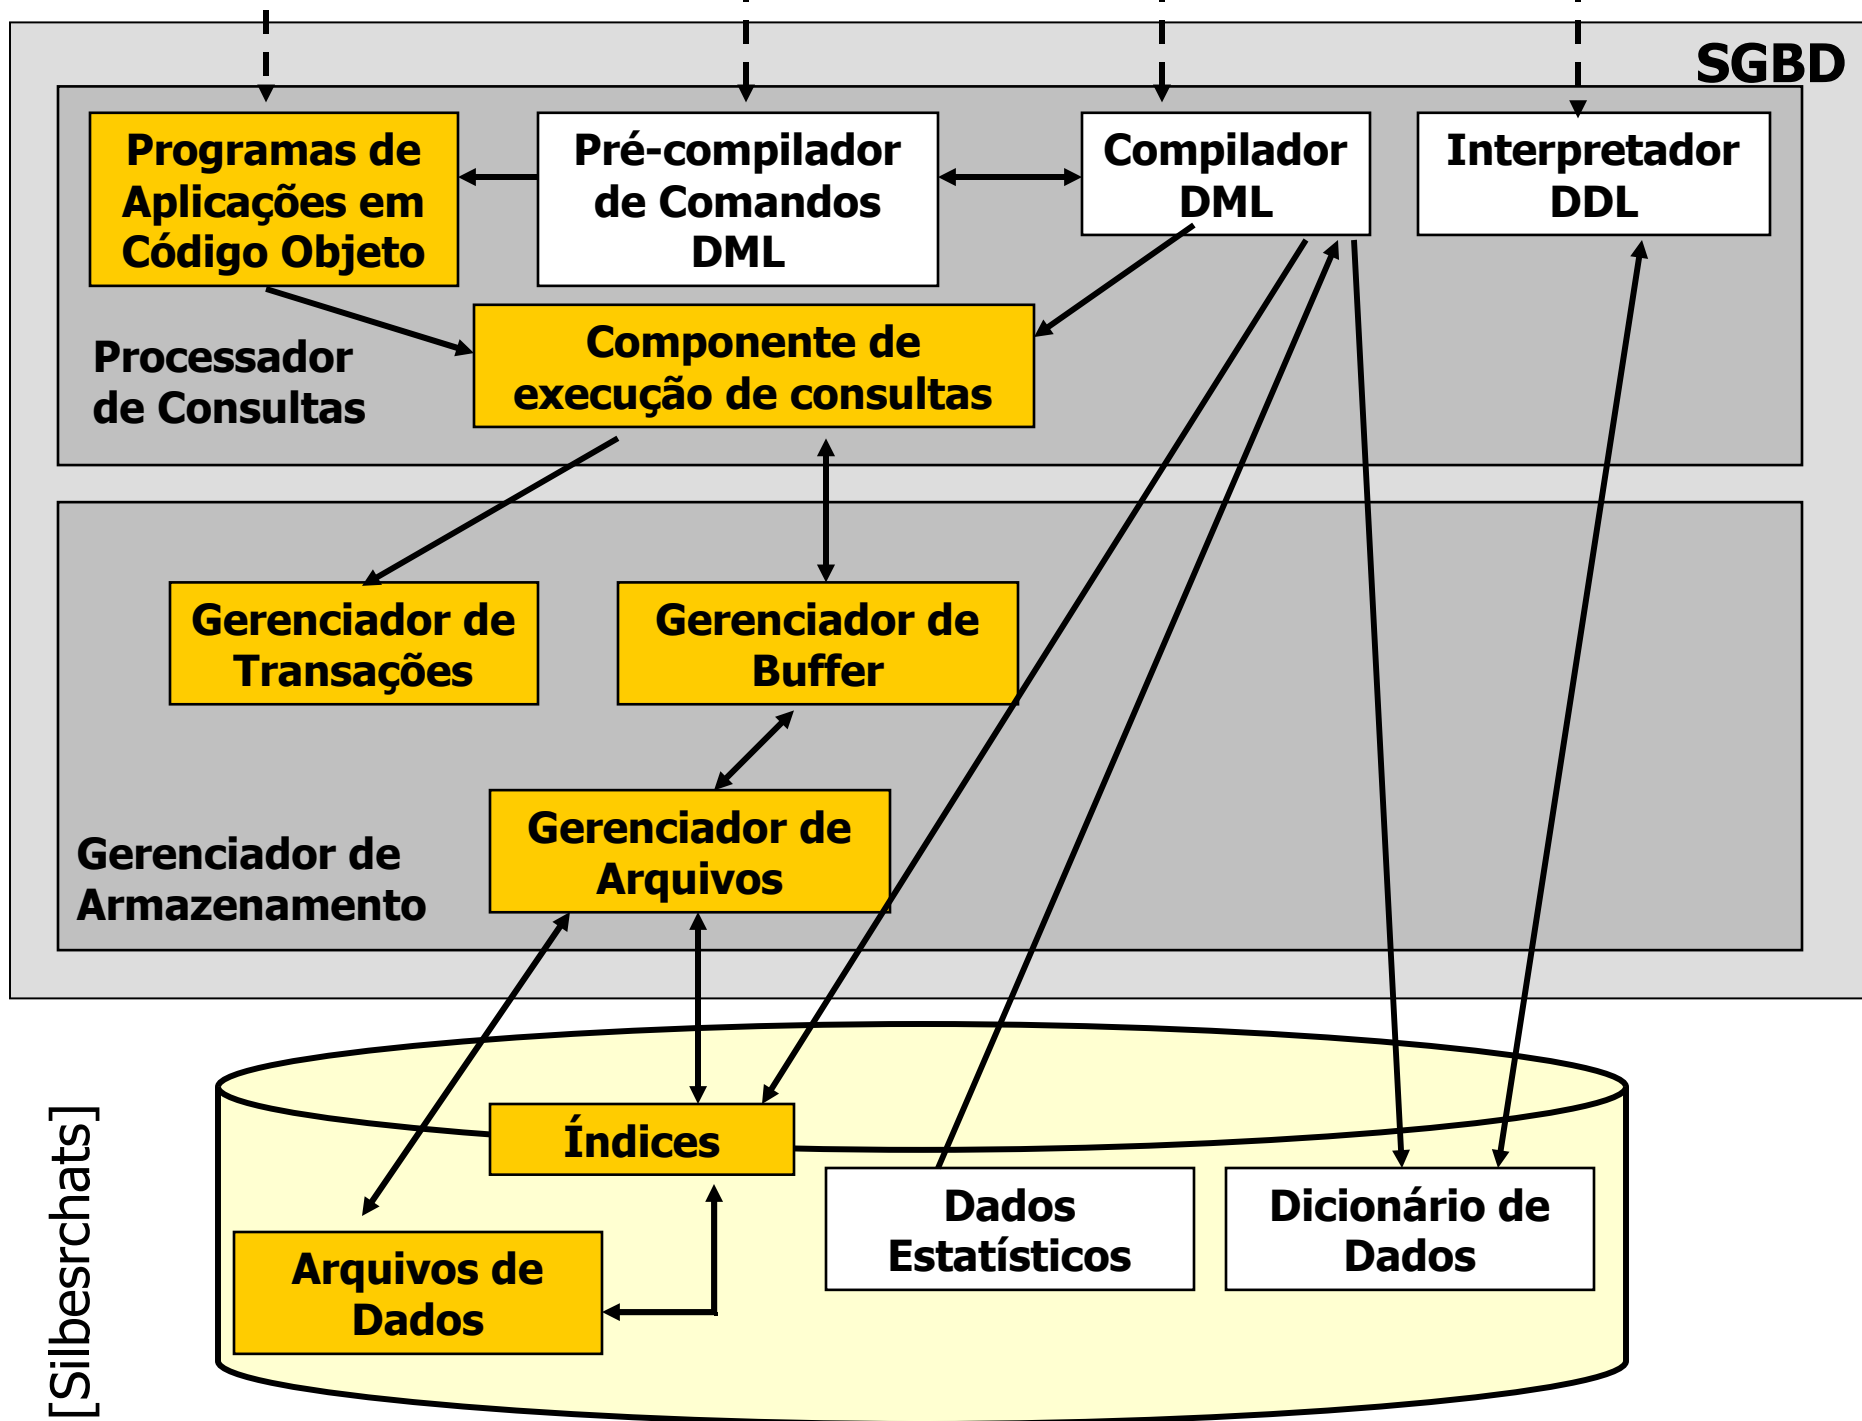 SGBD
Programas de
Aplicações em
Código Objeto
Pré-compilador
de Comandos
DML
Compilador
DML
Interpretador
DDL
Componente de
execução de consultas
Processador
de Consultas
Gerenciador de
Transações
Gerenciador de
Buffer
Gerenciador de
Arquivos
Gerenciador de
Armazenamento
Índices
Dados
Estatísticos
Dicionário de
Dados
Arquivos de
Dados
[Silbesrchats]